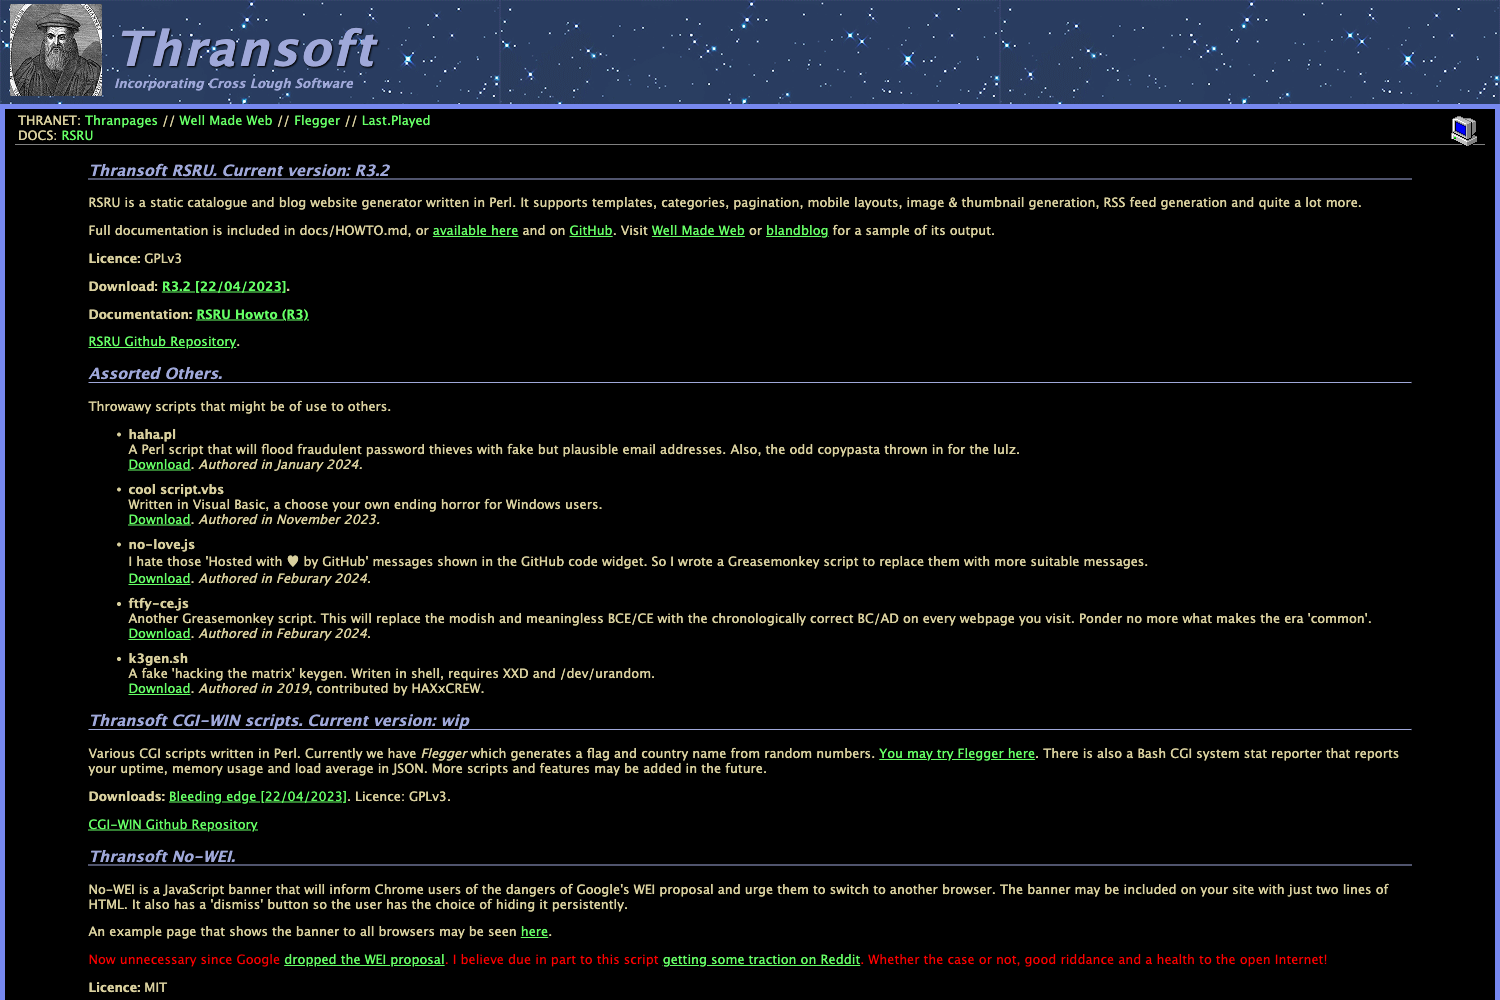 Thransoft
Incorporating Cross Lough Software
THRANET: Thranpages // Well Made Web // Flegger // Last.Played
DOCS: RSRU
Thransoft RSRU. Current version: R3.2
RSRU is a static catalogue and blog website generator written in Perl. It supports templates, categories, pagination, mobile layouts, image & thumbnail generation, RSS feed generation and quite a lot more.
Full documentation is included in docs/HOWTO.md, or available here and on GitHub. Visit Well Made Web or blandblog for a sample of its output.
Licence: GPLv3
Download: R3.2 [22/04/2023].
Documentation: RSRU Howto (R3)
RSRU Github Repository.
Assorted Others.
Throwawy scripts that might be of use to others.
• haha.pl
A Perl script that will flood fraudulent password thieves with fake but plausible email addresses. Also, the odd copypasta thrown in for the lulz.
Download. Authored in January 2024.
• cool script.vbs
Written in Visual Basic, a choose your own ending horror for Windows users.
Download. Authored in November 2023.
• no-love.js
I hate those 'Hosted with ♥ by GitHub' messages shown in the GitHub code widget. So I wrote a Greasemonkey script to replace them with more suitable messages.
Download. Authored in Feburary 2024.
• ftfy-ce.js
Another Greasemonkey script. This will replace the modish and meaningless BCE/CE with the chronologically correct BC/AD on every webpage you visit. Ponder no more what makes the era 'common'.
Download. Authored in Feburary 2024.
• k3gen.sh
A fake 'hacking the matrix' keygen. Writen in shell, requires XXD and /dev/urandom.
Download. Authored in 2019, contributed by HAXxCREW.
Thransoft CGI-WIN scripts. Current version: wip
Various CGI scripts written in Perl. Currently we have Flegger which generates a flag and country name from random numbers. You may try Flegger here. There is also a Bash CGI system stat reporter that reports
your uptime, memory usage and load average in JSON. More scripts and features may be added in the future.
Downloads: Bleeding edge [22/04/2023]. Licence: GPLv3.
CGI-WIN Github Repository
Thransoft No-WEI.
No-WEI is a JavaScript banner that will inform Chrome users of the dangers of Google's WEI proposal and urge them to switch to another browser. The banner may be included on your site with just two lines of
HTML. It also has a 'dismiss' button so the user has the choice of hiding it persistently.
An example page that shows the banner to all browsers may be seen here.
Now unnecessary since Google dropped the WEI proposal. I believe due in part to this script getting some traction on Reddit. Whether the case or not, good riddance and a health to the open Internet!
Licence: MIT